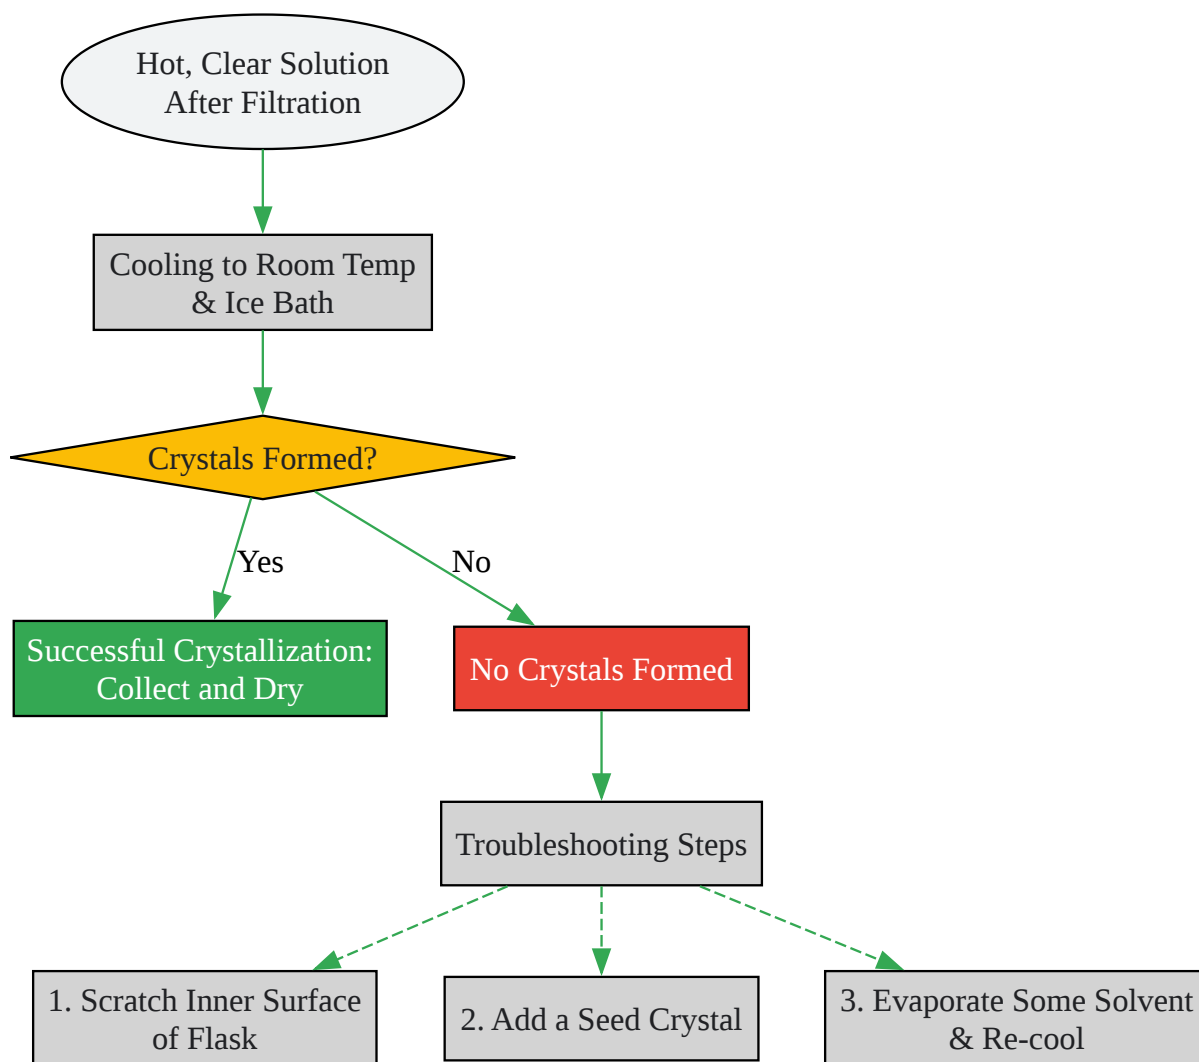 Hot, Clear Solution
After Filtration
Cooling to Room Temp
& Ice Bath
Crystals Formed?
Yes
No
Successful Crystallization:
Collect and Dry
No Crystals Formed
Troubleshooting Steps
1. Scratch Inner Surface
of Flask
2. Add a Seed Crystal
3. Evaporate Some Solvent
& Re-cool